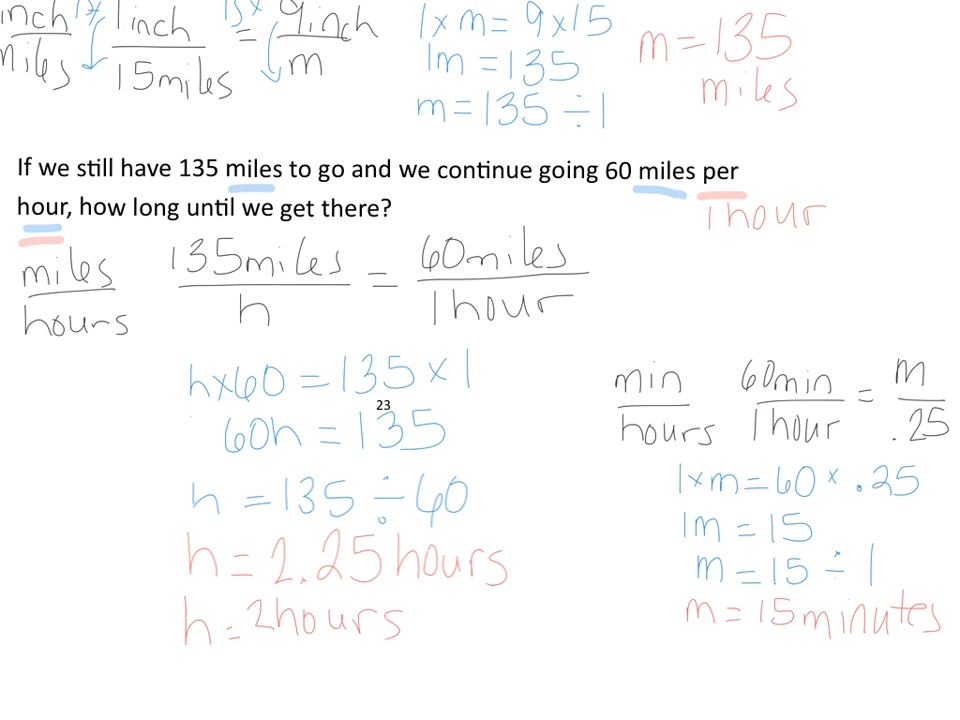 inch 1 inch 15x 9 inch
miles 15 miles = m
1 x m = 9 x 15
1m = 135
m = 135 ÷ 1
m = 135
miles
If we still have 135 miles to go and we continue going 60 miles per
hour, how long until we get there?
1 hour
miles 135 miles = 60 miles
hours h 1 hour
h x 60 = 135 x 1
23
60h = 135
h = 135 ÷ 60
h = 2.25 hours
h = 2 hours
min 60 min = m
hours 1 hour .25
1 x m = 60 x .25
1m = 15
m = 15 ÷ 1
m = 15 minutes